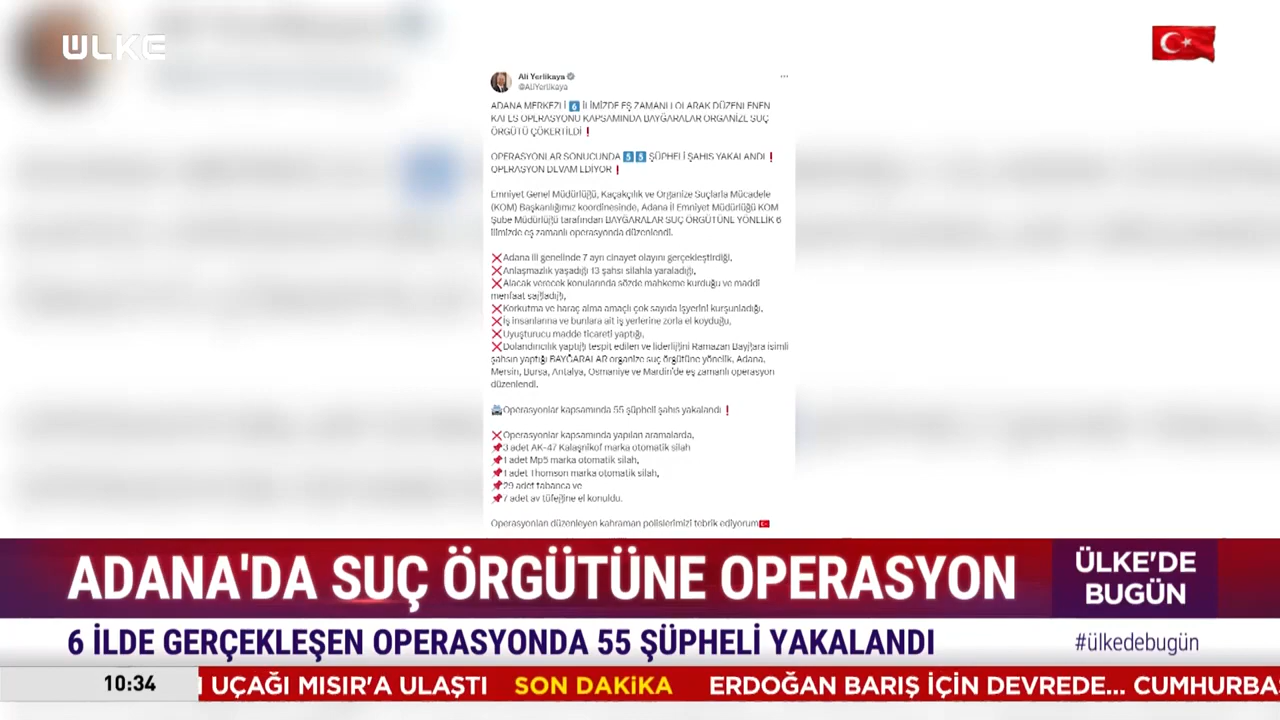 ÜLKE
Ali Yerlikaya
@AliYerlikaya
ADANA MERKEZLİ 6 İLİMİZDE EŞ ZAMANLI OLARAK DÜZENLENEN
KAFES OPERASYONU KAPSAMINDA BAYĞARALAR ORGANİZE SUÇ
ÖRGÜTÜ ÇÖKERTİLDİ❗
OPERASYONLAR SONUCUNDA 5 5 ŞÜPHELİ ŞAHIS YAKALANDI❗
OPERASYON DEVAM EDİYOR❗
Emniyet Genel Müdürlüğü, Kaçakçılık ve Organize Suçlarla Mücadele
(KOM) Başkanlığımız koordinesinde, Adana İl Emniyet Müdürlüğü KOM
Şube Müdürlüğü tarafından BAYĞARALAR SUÇ ÖRGÜTÜNE YÖNELİK 6
ilimizde eş zamanlı operasyonda düzenlendi.
❌Adana ili genelinde 7 ayrı cinayet olayını gerçekleştirdiği,
❌Anlaşmazlık yaşadığı 13 şahsı silahla yaraladığı,
❌Alacak verecek konularında sözde mahkeme kurduğu ve maddi
menfaat sağladığı,
❌Korkutma ve haraç alma amaçlı çok sayıda işyerini kurşunladığı,
❌İş insanlarına ve bunlara ait iş yerlerine zorla el koyduğu,
❌Uyuşturucu madde ticareti yaptığı,
❌Dolandırıcılık yaptığı tespit edilen ve liderliğini Ramazan Bayğara isimli
şahsın yaptığı BAYĞARALAR organize suç örgütüne yönelik, Adana,
Mersin, Bursa, Antalya, Osmaniye ve Mardin'de eş zamanlı operasyon
düzenlendi.
🚔Operasyonlar kapsamında 55 şüpheli şahıs yakalandı❗
❌Operasyonlar kapsamında yapılan aramalarda,
📌3 adet AK-47 Kalaşnikof marka otomatik silah
📌1 adet Mp5 marka otomatik silah,
📌1 adet Thomson marka otomatik silah,
📌29 adet tabanca ve
📌7 adet av tüfeğine el konuldu.
Operasyonları düzenleyen kahraman polislerimizi tebrik ediyorum🇹🇷
ADANA'DA SUÇ ÖRGÜTÜNE OPERASYON
ÜLKE'DE
BUGÜN
6 İLDE GERÇEKLEŞEN OPERASYONDA 55 ŞÜPHELİ YAKALANDI
#ülkedebugün
10:34
UÇAĞI MISIR'A ULAŞTI SON DAKİKA ERDOĞAN BARIŞ İÇİN DEVREDE... CUMHURBA